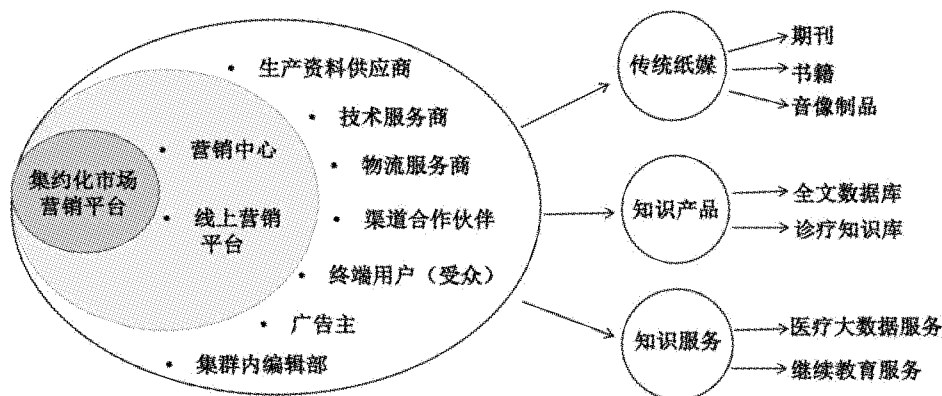 集约化市场
营销平台
• 营销中心
• 线上营销
平台
• 生产资料供应商
• 技术服务商
• 物流服务商
• 渠道合作伙伴
• 终端用户（受众）
• 广告主
• 集群内编辑部
传统纸媒
期刊
书籍
音像制品
知识产品
全文数据库
诊疗知识库
知识服务
医疗大数据服务
继续教育服务